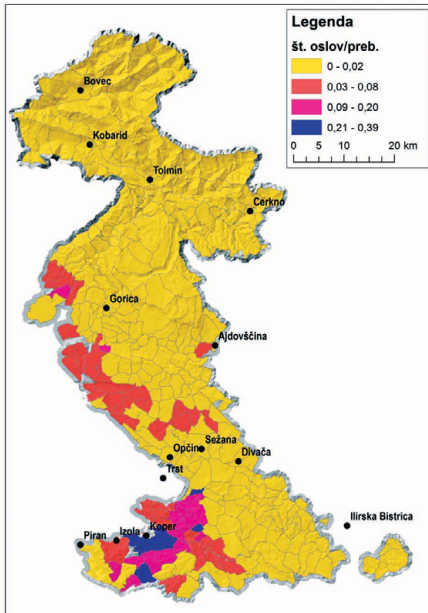 Legenda
št. oslov/preb.
0 - 0,02
0,03 - 0,08
0,09 - 0,20
0,21 - 0,39
0 5 10 20 km
Bovec
Kobarid
Tolmin
Cerkno
Gorica
Ajdovščina
Sežana
Opčine
Divača
Trst
Ilirska Bistrica
Koper
Izola
Piran